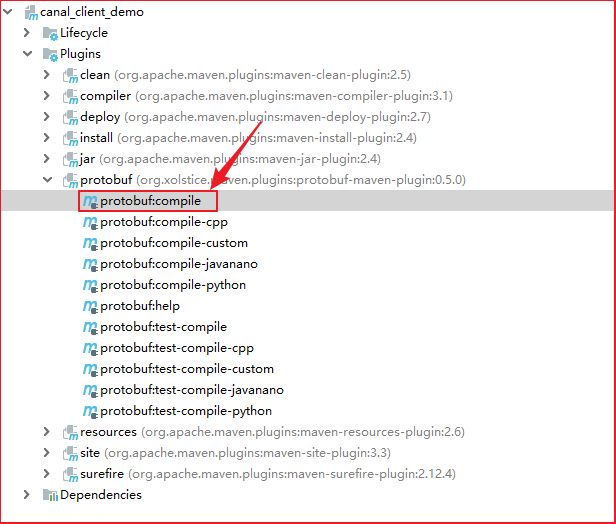 canal_client_demo
Lifecycle
Plugins
clean (org.apache.maven.plugins:maven-clean-plugin:2.5)
compiler (org.apache.maven.plugins:maven-compiler-plugin:3.1)
deploy (org.apache.maven.plugins:maven-deploy-plugin:2.7)
install (org.apache.maven.plugins:maven-install-plugin:2.4)
jar (org.apache.maven.plugins:maven-jar-plugin:2.4)
protobuf (org.xolstice.maven.plugins:protobuf-maven-plugin:0.5.0)
protobuf:compile
protobuf:compile-cpp
protobuf:compile-custom
protobuf:compile-javanano
protobuf:compile-python
protobuf:help
protobuf:test-compile
protobuf:test-compile-cpp
protobuf:test-compile-custom
protobuf:test-compile-javanano
protobuf:test-compile-python
resources (org.apache.maven.plugins:maven-resources-plugin:2.6)
site (org.apache.maven.plugins:maven-site-plugin:3.3)
surefire (org.apache.maven.plugins:maven-surefire-plugin:2.12.4)
Dependencies